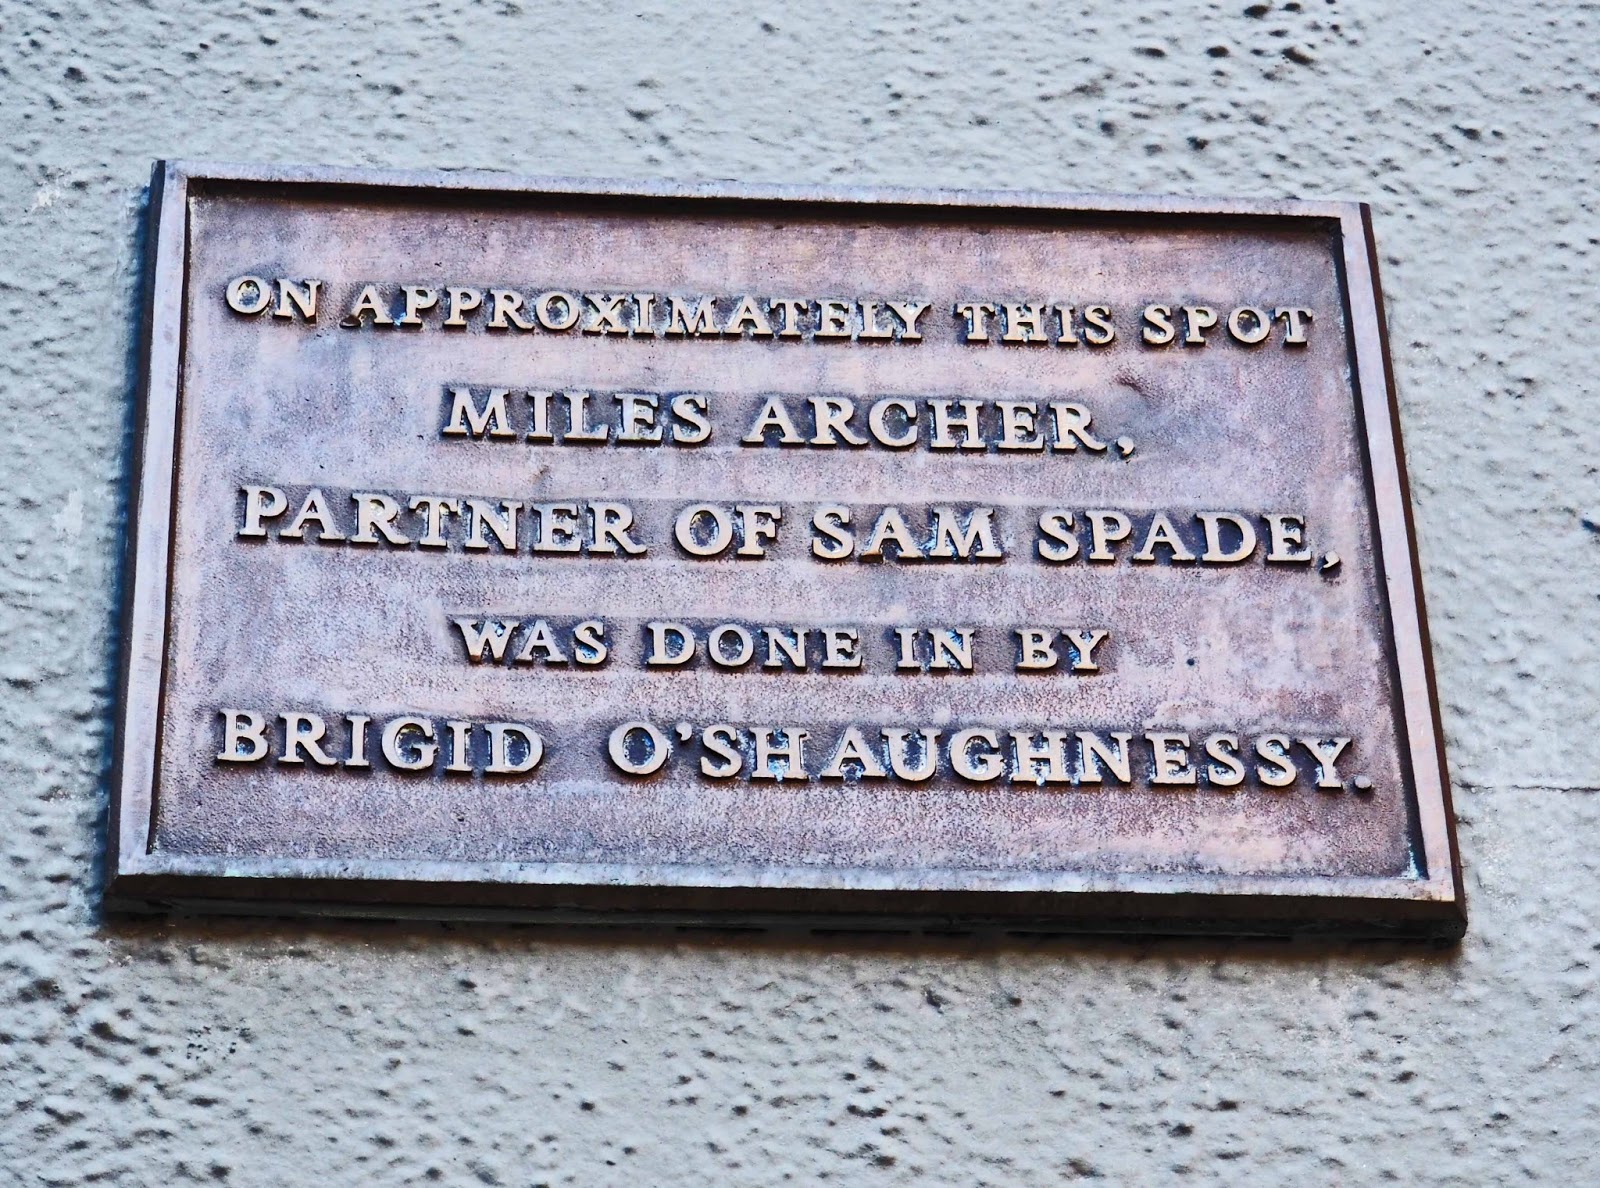 ON APPROXIMATELY THIS SPOT
MILES ARCHER,
PARTNER OF SAM SPADE,
WAS DONE IN BY
BRIGID O'SHAUGHNESSY.